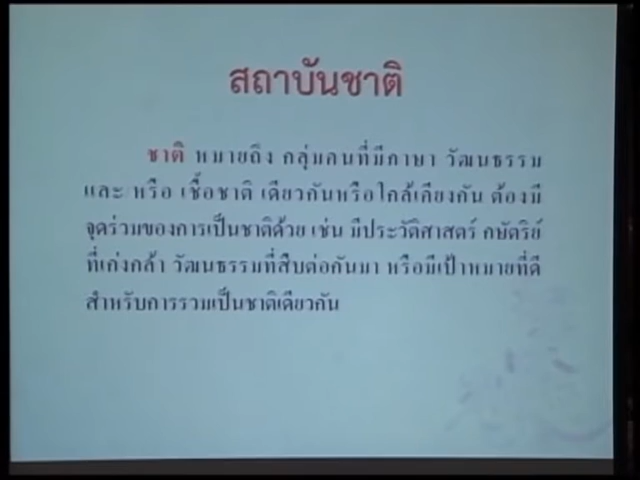 สถาบันชาติ
ชาติ หมายถึง กลุ่มคนที่มีภาษา วัฒนธรรม
และ หรือ เชื้อชาติ เดียวกันหรือใกล้เคียงกัน ต้องมี
จุดร่วมของการเป็นชาติด้วย เช่น มีประวัติศาสตร์ กษัตริย์
ที่เก่งกล้า วัฒนธรรมที่สืบต่อกันมา หรือมีเป้าหมายที่ดี
สำหรับการรวมเป็นชาติเดียวกัน